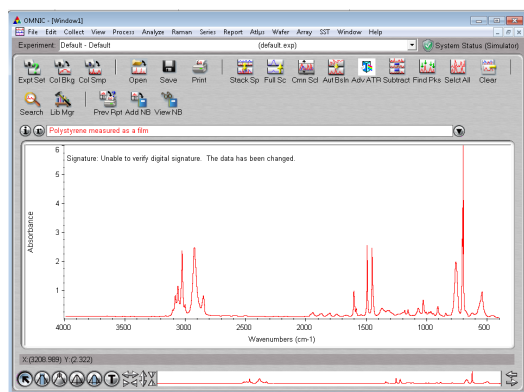 OMNIC - [Window1]
File Edit Collect View Process Analyze Raman Series Report Atlµs Wafer Array SST Window Help
Experiment: Default - Default (default.exp) System Status (Simulator)
Expt Set Col Bkg Col Smp Open Save Print Stack Sp Full Sc Cmn Scl Aut Bsln Adv ATR Subtract Find Pks Selct All Clear
Search Lib Mgr Prev Rpt Add NB View NB
Polystyrene measured as a film
Signature: Unable to verify digital signature. The data has been changed.
6
5
4
3
2
1
Absorbance
4000 3500 3000 2500 2000 1500 1000 500
Wavenumbers (cm-1)
X:(3208.989) Y:(2.322)
T